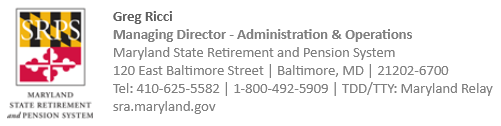 SRPS
MARYLAND
STATE RETIREMENT
and PENSION SYSTEM
Greg Ricci
Managing Director - Administration & Operations
Maryland State Retirement and Pension System
120 East Baltimore Street | Baltimore, MD | 21202-6700
Tel: 410-625-5582 | 1-800-492-5909 | TDD/TTY: Maryland Relay
sra.maryland.gov